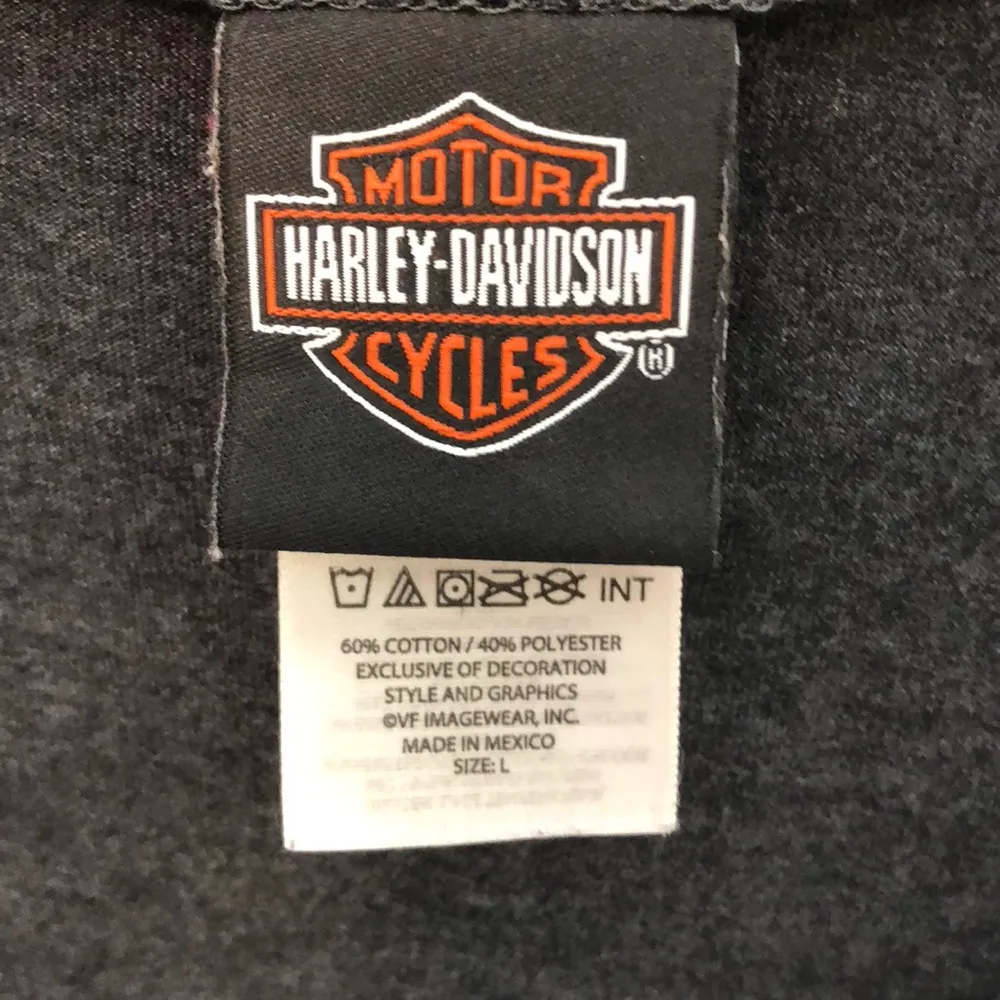 MOTOR
HARLEY-DAVIDSON
CYCLES
®
INT
60% COTTON / 40% POLYESTER
EXCLUSIVE OF DECORATION
STYLE AND GRAPHICS
©VF IMAGEWEAR, INC.
MADE IN MEXICO
SIZE: L